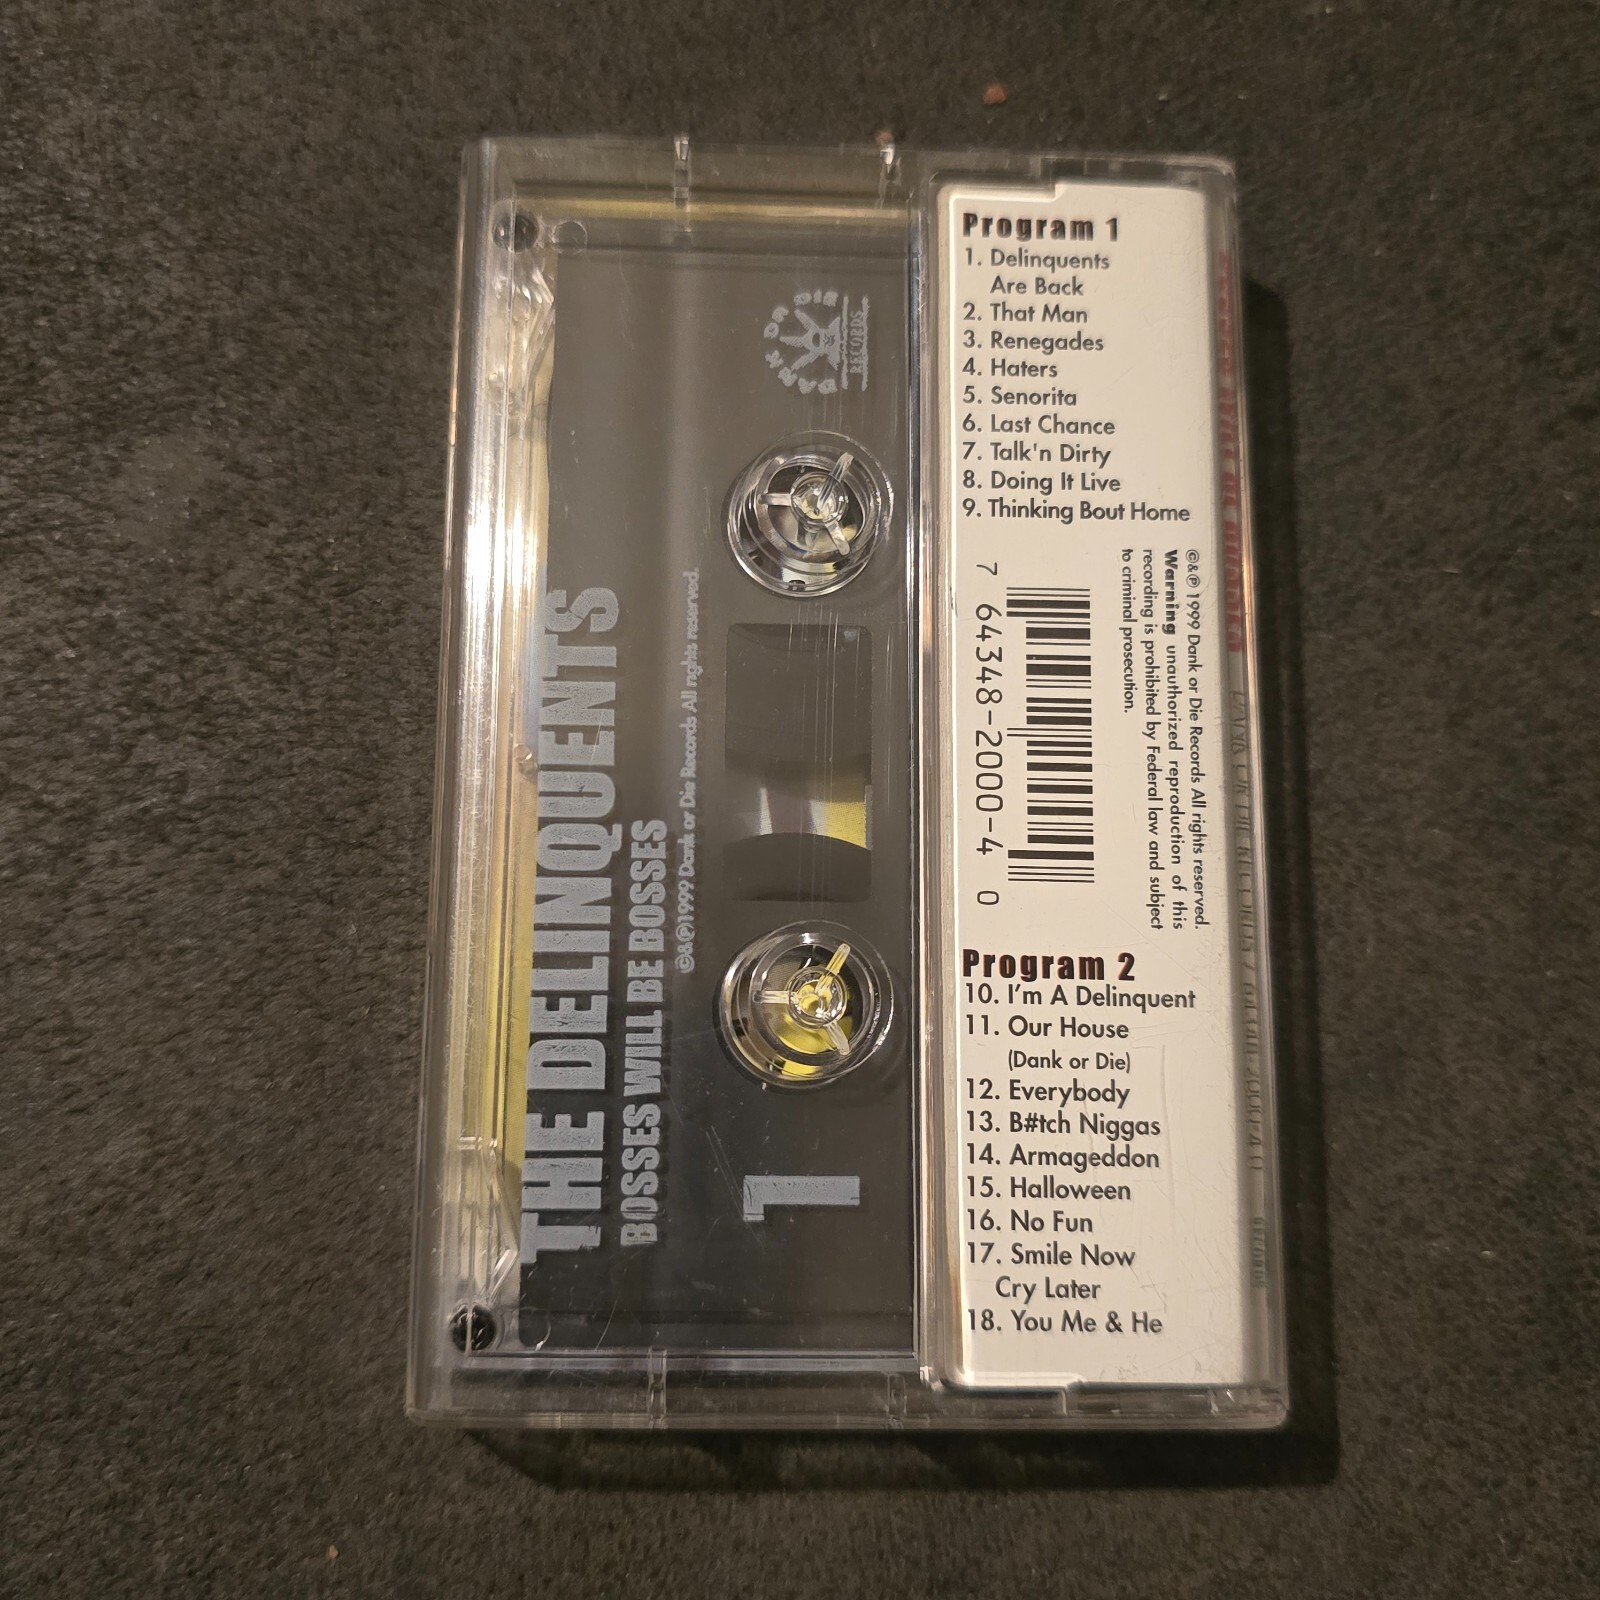 THE DELINQUENTS
BOSSES WILL BE BOSSES
©&℗1999 Dank or Die Records All rights reserved.
1
Program 1
1. Delinquents
Are Back
2. That Man
3. Renegades
4. Haters
5. Senorita
6. Last Chance
7. Talk'n Dirty
8. Doing It Live
9. Thinking Bout Home
©&℗ 1999 Dank or Die Records All rights reserved.
Warning unauthorized reproduction of this
recording is prohibited by Federal law and subject
to criminal prosecution.
7 64348-2000-4 0
Program 2
10. I'm A Delinquent
11. Our House
(Dank or Die)
12. Everybody
13. B#tch Niggas
14. Armageddon
15. Halloween
16. No Fun
17. Smile Now
Cry Later
18. You Me & He